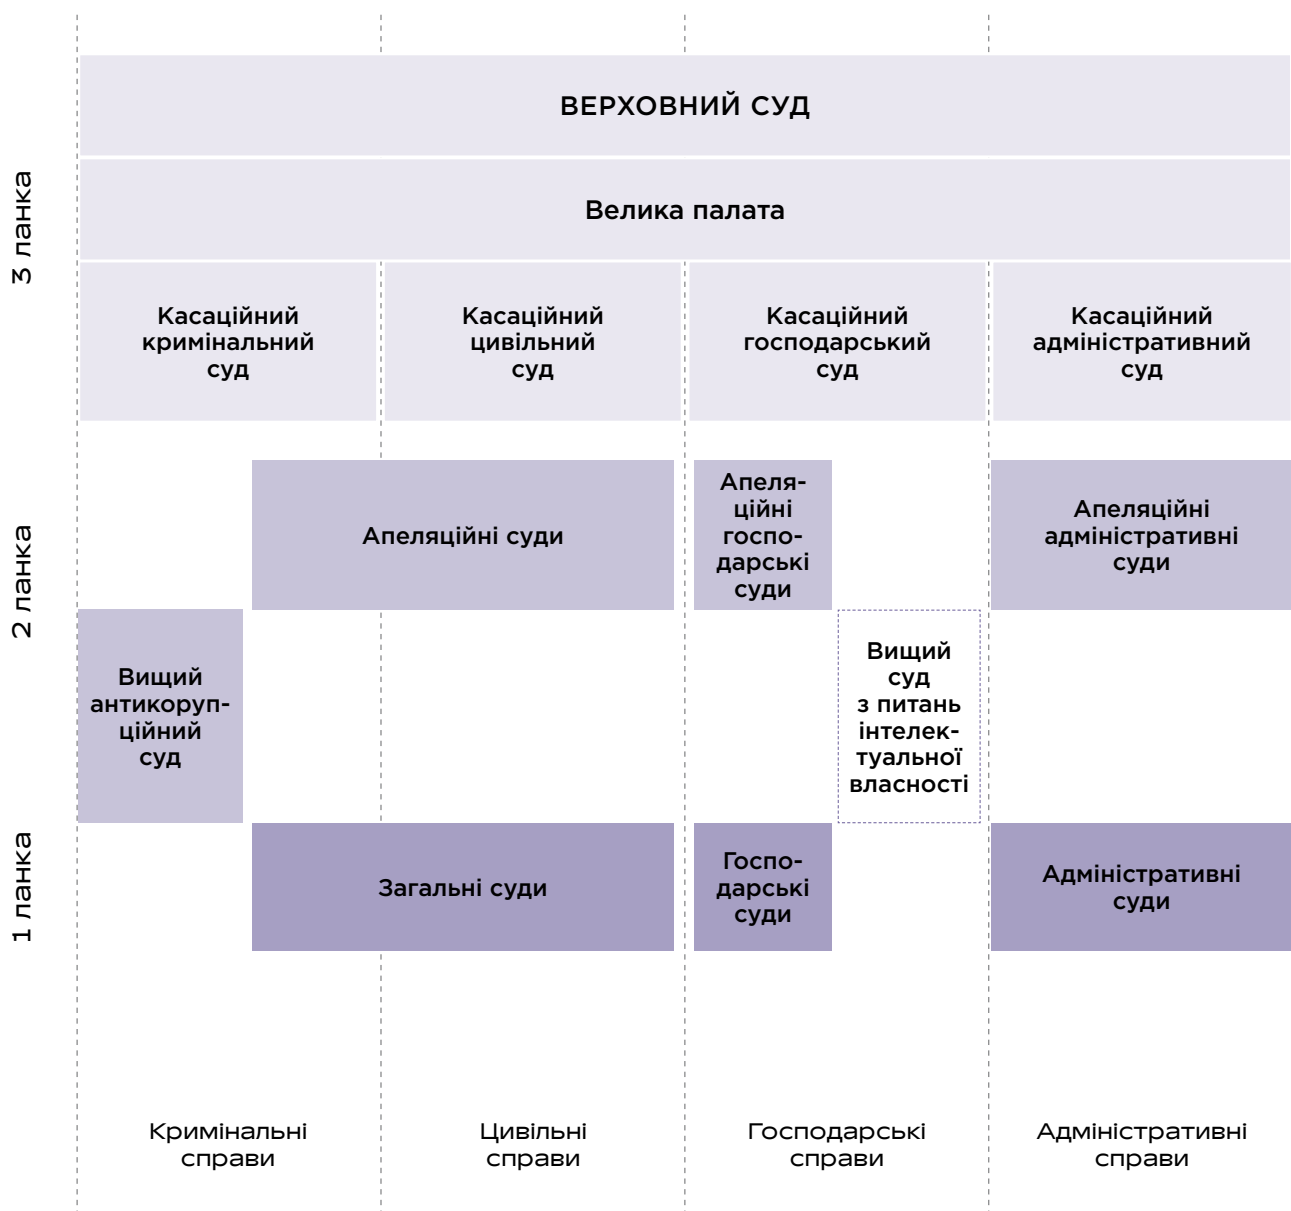 ВЕРХОВНИЙ СУД
3 ланка
Велика палата
Касаційний
кримінальний
суд
Касаційний
цивільний
суд
Касаційний
господарський
суд
Касаційний
адміністративний
суд
2 ланка
Апеляційні суди
Апеля-
ційні
госпо-
дарські
суди
Апеляційні
адміністративні
суди
Вищий
антикоруп-
ційний
суд
Вищий
суд
з питань
інтелек-
туальної
власності
1 ланка
Загальні суди
Госпо-
дарські
суди
Адміністративні
суди
Кримінальні
справи
Цивільні
справи
Господарські
справи
Адміністративні
справи